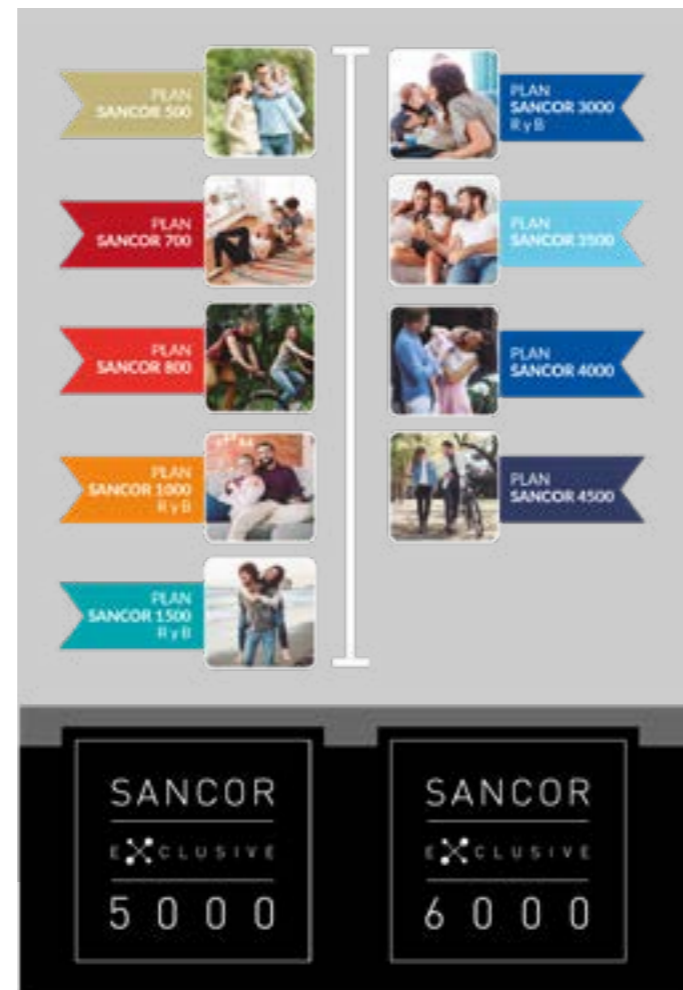 PLAN
SANCOR 500
PLAN
SANCOR 700
PLAN
SANCOR 800
PLAN
SANCOR 1000
R y B
PLAN
SANCOR 1500
R y B
PLAN
SANCOR 3000
R y B
PLAN
SANCOR 3500
PLAN
SANCOR 4000
PLAN
SANCOR 4500
SANCOR
EXCLUSIVE
5000
SANCOR
EXCLUSIVE
6000